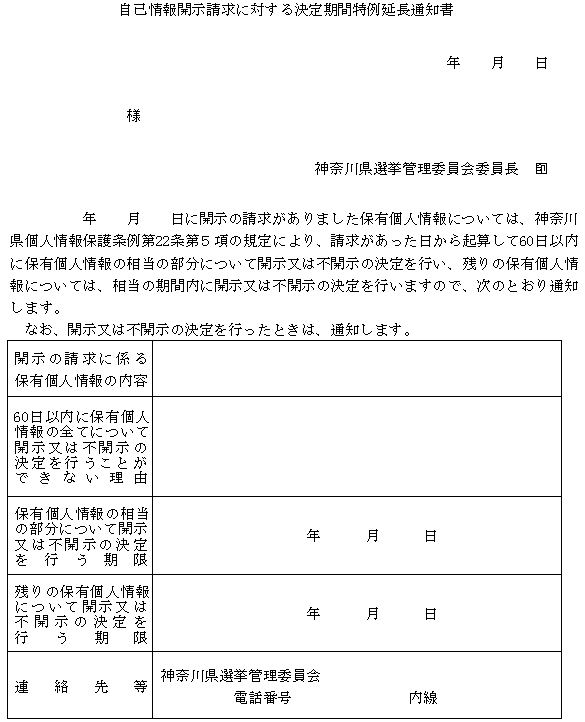 自己情報開示請求に対する決定期間特例延長通知書
年　　月　　日
様
神奈川県選挙管理委員会委員長　印
年　　月　　日に開示の請求がありました保有個人情報については、神奈川
県個人情報保護条例第22条第５項の規定により、請求があった日から起算して60日以内
に保有個人情報の相当の部分について開示又は不開示の決定を行い、残りの保有個人情
報については、相当の期間内に開示又は不開示の決定を行いますので、次のとおり通知
します。
なお、開示又は不開示の決定を行ったときは、通知します。
開示の請求に係る
保有個人情報の内容
60日以内に保有個人
情報の全てについて
開示又は不開示の
決定を行うことが
できない理由
保有個人情報の相当
の部分について開示
又は不開示の決定
を行う期限
年　　月　　日
残りの保有個人情報
について開示又は
不開示の決定を
行う期限
年　　月　　日
連絡先等
神奈川県選挙管理委員会
電話番号　　　　　　　　内線